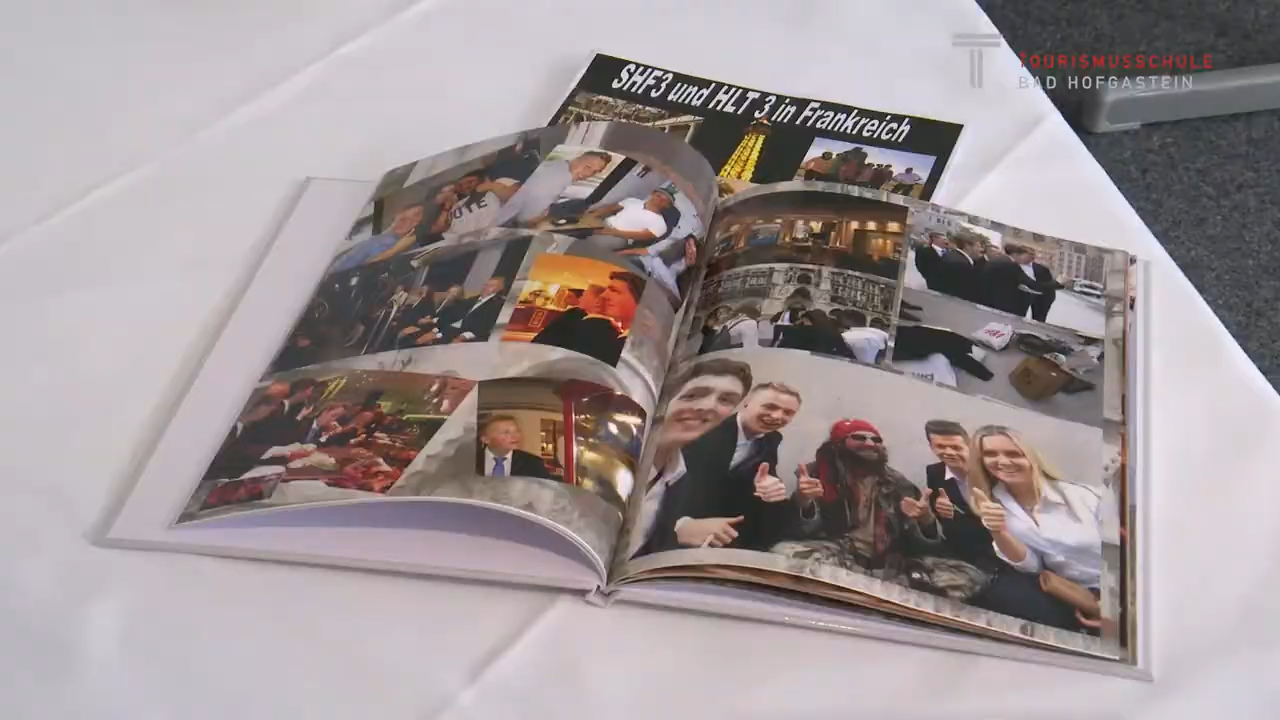 TOURISMUSSCHULE
BAD HOFGASTEIN
SHF3 und HLT 3 in Frankreich